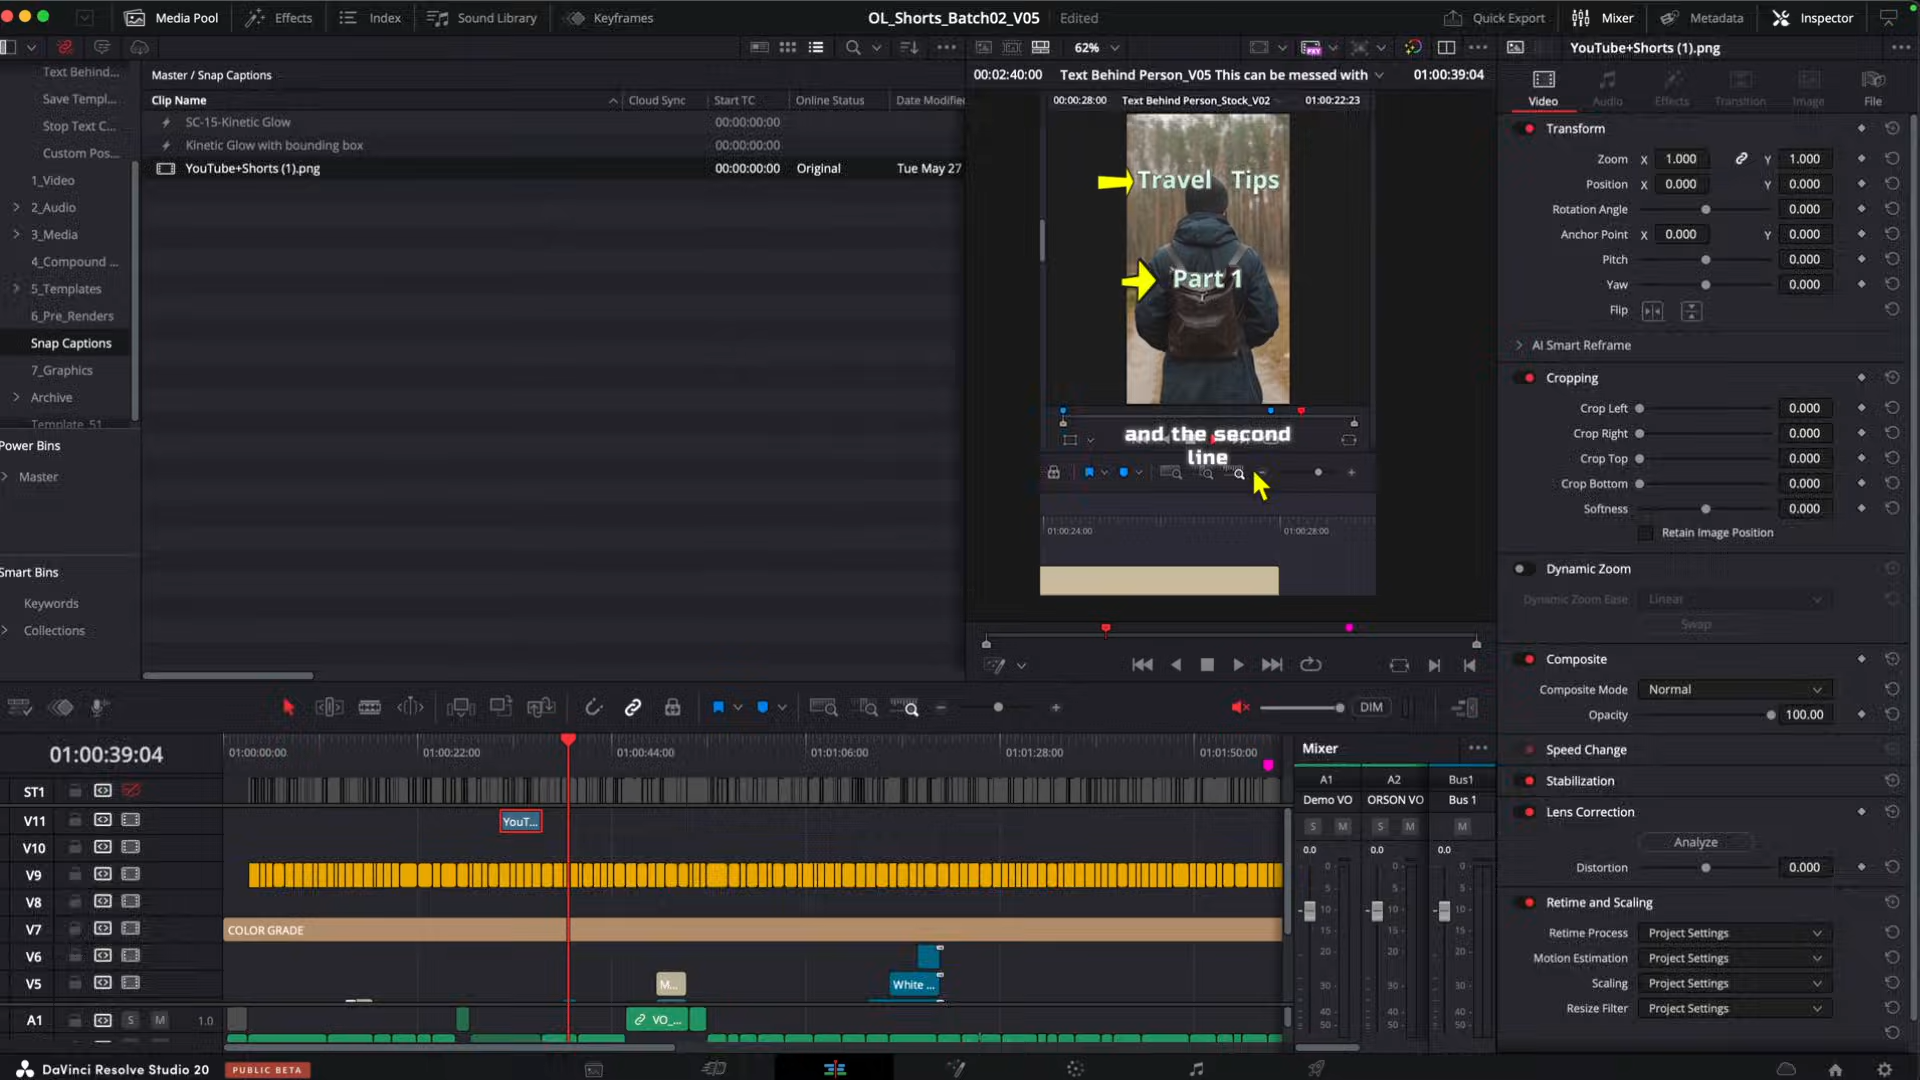 Media Pool
Effects
Index
Sound Library
Keyframes
OL_Shorts_Batch02_V05
Edited
Quick Export
Mixer
Metadata
Inspector
62%
YouTube+Shorts (1).png
Text Behind...
Save Templ...
Stop Text C...
Custom Pos...
1_Video
2_Audio
3_Media
4_Compound ...
5_Templates
6_Pre_Renders
Snap Captions
7_Graphics
Archive
Template 51
Power Bins
Master
Smart Bins
Keywords
Collections
Master / Snap Captions
Clip Name
Cloud Sync
Start TC
Online Status
Date Modifie
SC-15-Kinetic Glow
00:00:00:00
Kinetic Glow with bounding box
00:00:00:00
YouTube+Shorts (1).png
00:00:00:00
Original
Tue May 27
00:02:40:00
Text Behind Person_V05 This can be messed with
01:00:39:04
00:00:28:00
Text Behind Person_Stock_V02
01:00:22:23
Travel Tips
Part 1
and the second
line
01:00:24:00
01:00:28:00
Video
Audio
Effects
Transition
Image
File
Transform
Zoom X 1.000 Y 1.000
Position X 0.000 Y 0.000
Rotation Angle 0.000
Anchor Point X 0.000 Y 0.000
Pitch 0.000
Yaw 0.000
Flip
AI Smart Reframe
Cropping
Crop Left 0.000
Crop Right 0.000
Crop Top 0.000
Crop Bottom 0.000
Softness 0.000
Retain Image Position
Dynamic Zoom
Dynamic Zoom Ease Linear
Swap
Composite
Composite Mode Normal
Opacity 100.00
Speed Change
Stabilization
Lens Correction
Analyze
Distortion 0.000
Retime and Scaling
Retime Process Project Settings
Motion Estimation Project Settings
Scaling Project Settings
Resize Filter Project Settings
DIM
01:00:39:04
01:00:00:00
01:00:22:00
01:00:44:00
01:01:06:00
01:01:28:00
01:01:50:00
ST1
V11
YouT...
V10
V9
V8
V7
COLOR GRADE
V6
V5
M...
White ...
A1
S
M
1.0
VO_...
Mixer
A1
A2
Bus1
Demo VO
ORSON VO
Bus 1
S
M
S
M
M
0.0
0.0
0.0
0
0
0
5
5
5
10
10
10
15
15
15
20
20
20
30
30
30
40
40
40
50
50
50
DaVinci Resolve Studio 20
PUBLIC BETA